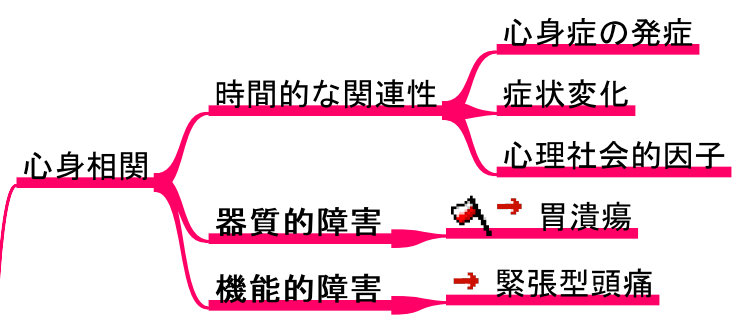 心身相関
時間的な関連性
心身症の発症
症状変化
心理社会的因子
器質的障害
→ 胃潰瘍
機能的障害
→ 緊張型頭痛